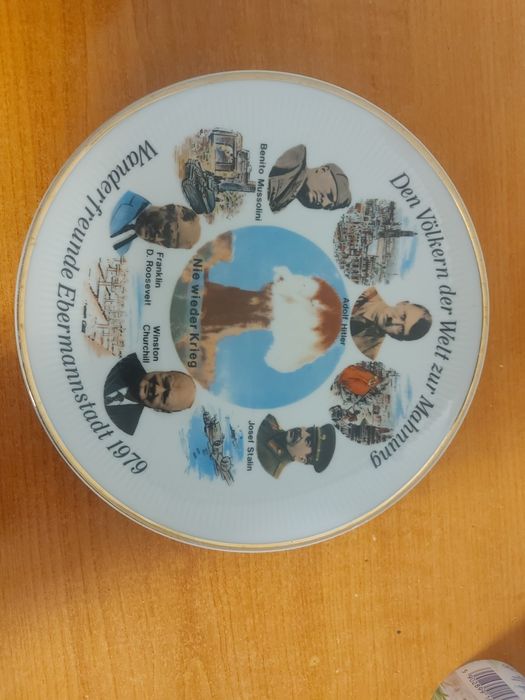 Den Völkern der Welt zur Mahnung
Adolf Hitler
Benito Mussolini
Josef Stalin
Nie wieder Krieg
Franklin
D. Roosevelt
Winston
Churchill
Wanderfreunde Ebermannstadt 1979